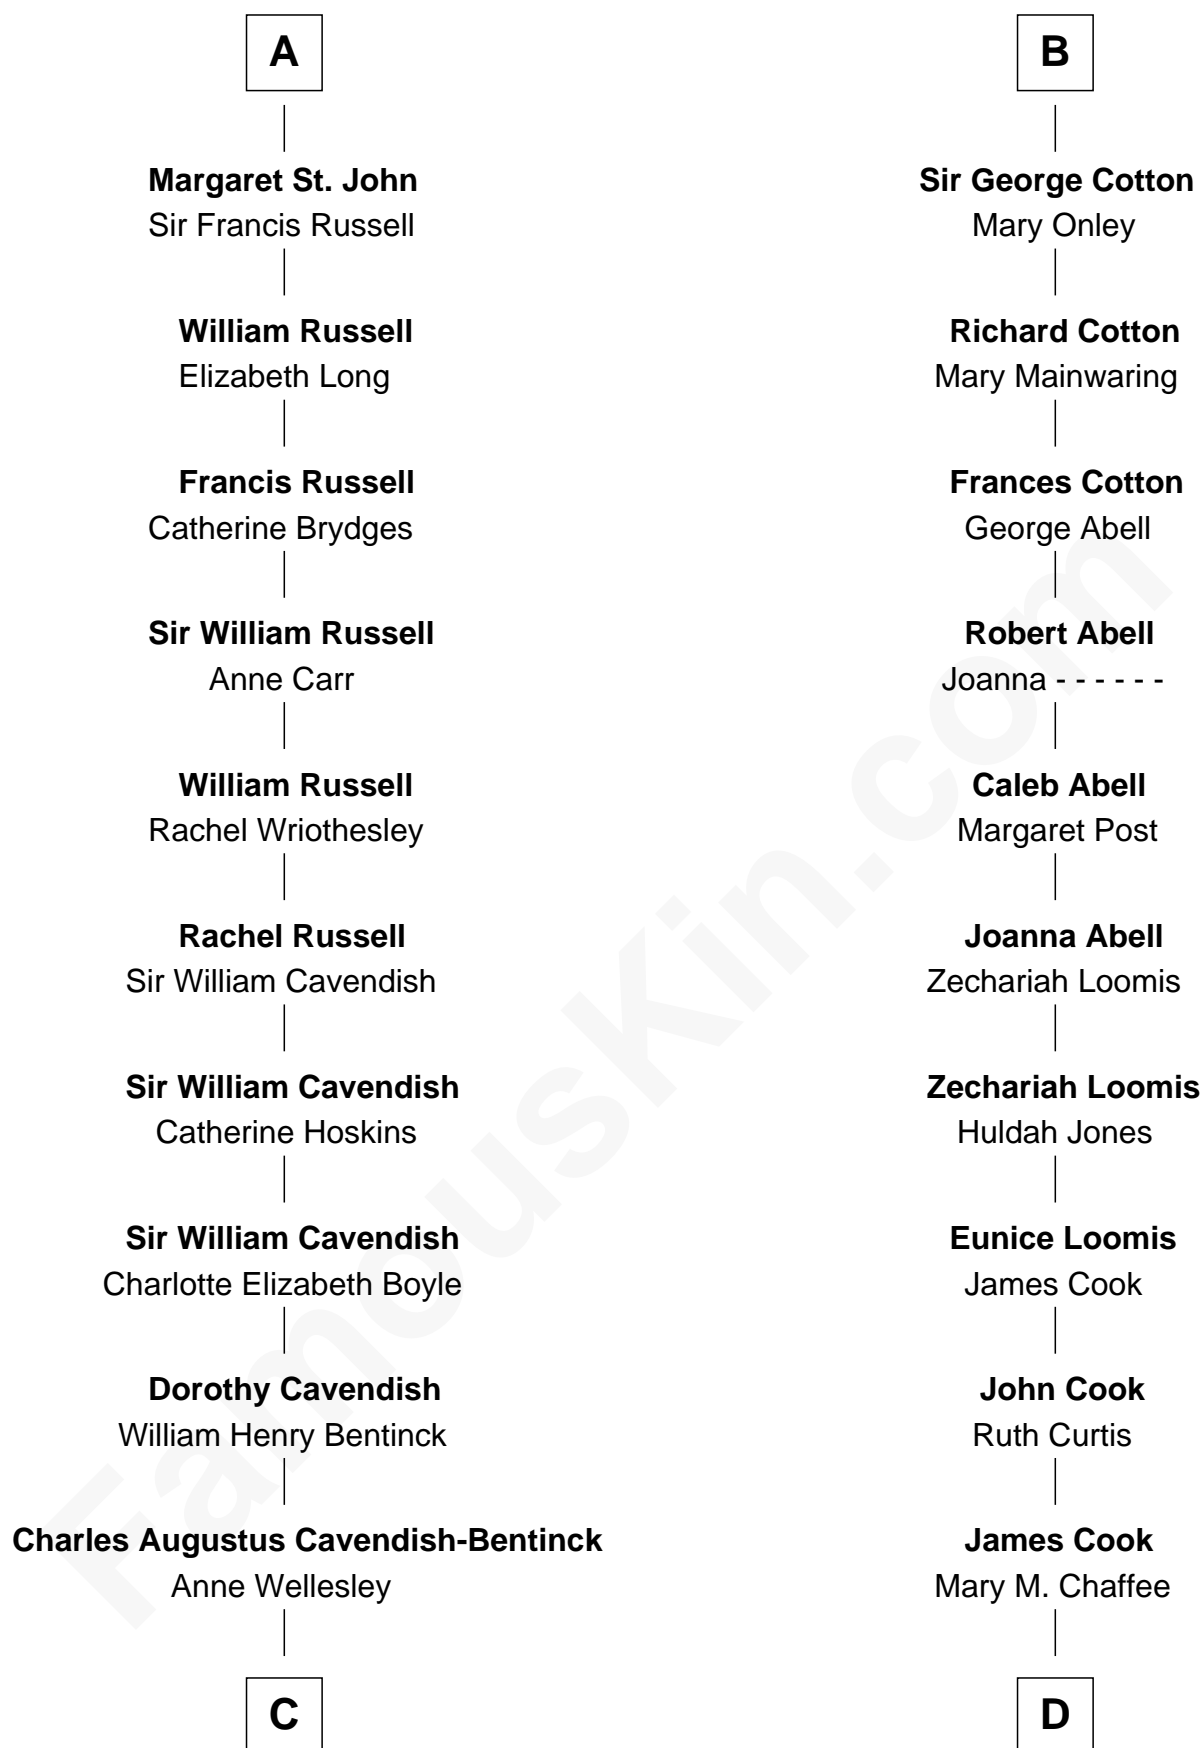 A
Margaret St. John
Sir Francis Russell
William Russell
Elizabeth Long
Francis Russell
Catherine Brydges
Sir William Russell
Anne Carr
William Russell
Rachel Wriothesley
Rachel Russell
Sir William Cavendish
Sir William Cavendish
Catherine Hoskins
Sir William Cavendish
Charlotte Elizabeth Boyle
Dorothy Cavendish
William Henry Bentinck
Charles Augustus Cavendish-Bentinck
Anne Wellesley
C
B
Sir George Cotton
Mary Onley
Richard Cotton
Mary Mainwaring
Frances Cotton
George Abell
Robert Abell
Joanna - - - - - -
Caleb Abell
Margaret Post
Joanna Abell
Zechariah Loomis
Zechariah Loomis
Huldah Jones
Eunice Loomis
James Cook
John Cook
Ruth Curtis
James Cook
Mary M. Chaffee
D
FamousKin.com